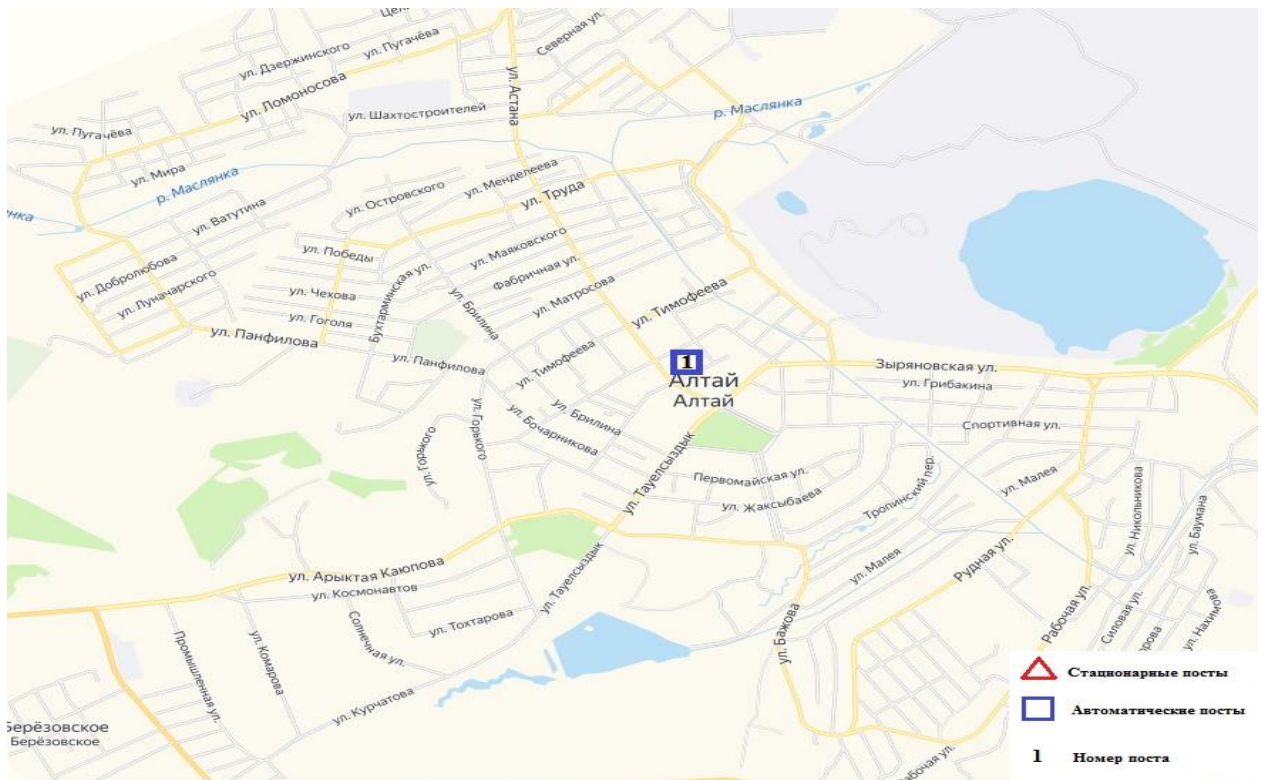 Цели
Северная ул.
ул. Пугачёва
ул. Дзержинского
ул. Ломоносова
ул. Астана
ул. Шахтостроителей
р. Маслянка
ул. Пугачёва
ул. Мира
р. Маслянка
ул. Менделеева
ул. Островского
ул. Труда
нка
ул. Ватутина
ул. Победы
ул. Маяковского
Фабричная ул.
ул. Добролюбова
ул. Луначарского
Бухтарминская ул.
ул. Чехова
ул. Матросова
ул. Тимофеева
ул. Брилина
ул. Гоголя
ул. Панфилова
ул. Панфилова
ул. Тимофеева
1
Алтай
Алтай
Зыряновская ул.
ул. Грибакина
Спортивная ул.
ул. Брилина
ул. Бочарникова
ул. Горького
ул. Горького
Первомайская ул.
ул. Тауелсыздык
ул. Жаксыбаева
Тропинский пер.
ул. Малея
ул. Никольникова
ул. Баумана
ул. Арыктая Каюпова
ул. Космонавтов
ул. Тауелсыздык
ул. Малея
Рудная ул.
ул. Тохтарова
Солнечная ул.
ул. Бажова
Рабочая ул.
Силовая ул.
орова
ул. Нахимова
Промышленная ул.
ул. Комарова
ул. Курчатова
Берёзовское
Берёзовское
абочая ул.
Стационарные посты
Автоматические посты
1 Номер поста